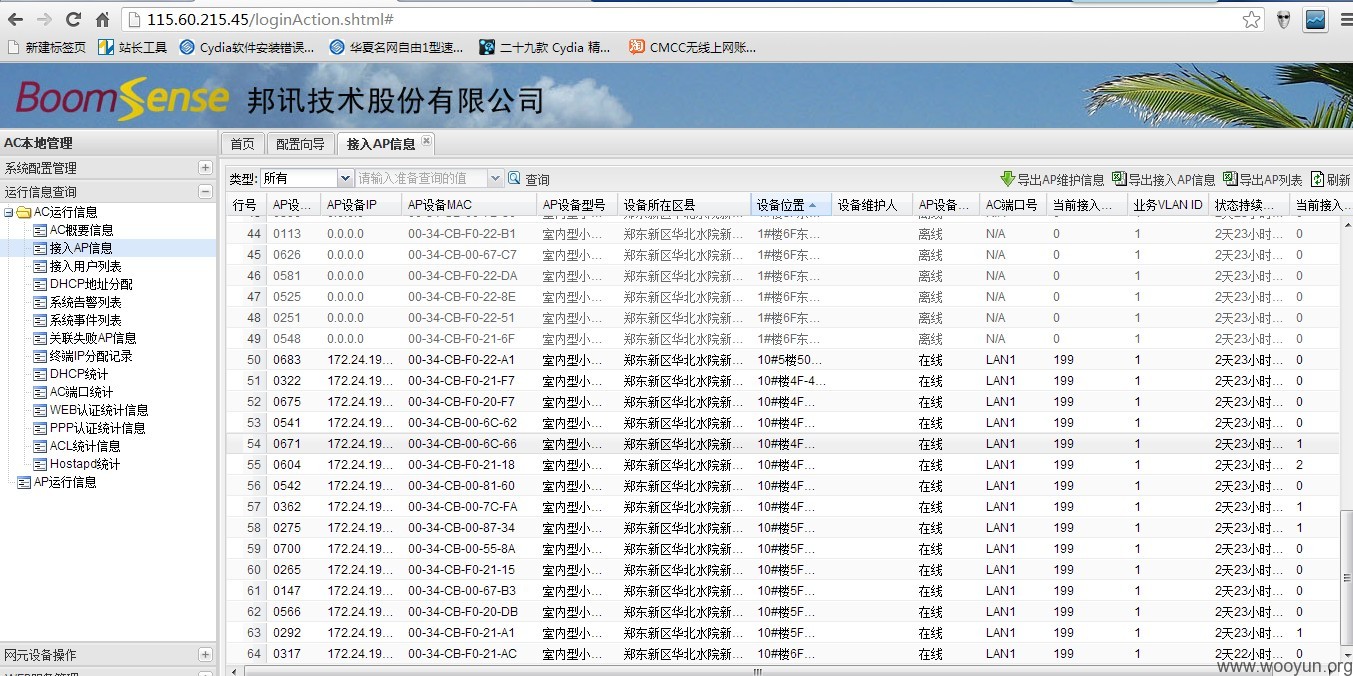 115.60.215.45/loginAction.shtml#
新建标签页 站长工具 Cydia软件安装错误... 华夏名网自由1型速... 二十九款 Cydia 精... CMCC无线上网账...
BoomSense 邦讯技术股份有限公司
AC本地管理 首页 配置向导 接入AP信息
系统配置管理
运行信息查询
AC运行信息
AC概要信息
接入AP信息
接入用户列表
DHCP地址分配
系统告警列表
系统事件列表
关联失败AP信息
终端IP分配记录
DHCP统计
AC端口统计
WEB认证统计信息
PPP认证统计信息
ACL统计信息
Hostapd统计
AP运行信息
网元设备操作
类型: 所有 请输入准备查询的值 查询 导出AP维护信息 导出接入AP信息 导出AP列表 刷新
行号 AP设... AP设备IP AP设备MAC AP设备型号 设备所在区县 设备位置 设备维护人 AP设备... AC端口号 当前接入... 业务VLAN ID 状态持续... 当前接入...
44 0113 0.0.0.0 00-34-CB-F0-22-B1 室内型小... 郑东新区华北水院新... 1#楼6F东... 离线 N/A 0 1 2天23小时... 0
45 0626 0.0.0.0 00-34-CB-00-67-C7 室内型小... 郑东新区华北水院新... 1#楼6F东... 离线 N/A 0 1 2天23小时... 0
46 0581 0.0.0.0 00-34-CB-F0-22-DA 室内型小... 郑东新区华北水院新... 1#楼6F东... 离线 N/A 0 1 2天23小时... 0
47 0525 0.0.0.0 00-34-CB-F0-22-8E 室内型小... 郑东新区华北水院新... 1#楼6F东... 离线 N/A 0 1 2天23小时... 0
48 0251 0.0.0.0 00-34-CB-F0-22-51 室内型小... 郑东新区华北水院新... 1#楼6F东... 离线 N/A 0 1 2天23小时... 0
49 0548 0.0.0.0 00-34-CB-F0-21-6F 室内型小... 郑东新区华北水院新... 1#楼6F东... 离线 N/A 0 1 2天23小时... 0
50 0683 172.24.19... 00-34-CB-F0-22-A1 室内型小... 郑东新区华北水院新... 10#5楼50... 在线 LAN1 199 1 2天23小时... 0
51 0322 172.24.19... 00-34-CB-F0-21-F7 室内型小... 郑东新区华北水院新... 10#楼4F-4... 在线 LAN1 199 1 2天23小时... 0
52 0675 172.24.19... 00-34-CB-F0-20-F7 室内型小... 郑东新区华北水院新... 10#楼4F... 在线 LAN1 199 1 2天23小时... 0
53 0541 172.24.19... 00-34-CB-00-6C-62 室内型小... 郑东新区华北水院新... 10#楼4F... 在线 LAN1 199 1 2天23小时... 0
54 0671 172.24.19... 00-34-CB-00-6C-66 室内型小... 郑东新区华北水院新... 10#楼4F... 在线 LAN1 199 1 2天23小时... 1
55 0604 172.24.19... 00-34-CB-F0-21-18 室内型小... 郑东新区华北水院新... 10#楼4F... 在线 LAN1 199 1 2天23小时... 2
56 0542 172.24.19... 00-34-CB-00-81-60 室内型小... 郑东新区华北水院新... 10#楼4F... 在线 LAN1 199 1 2天23小时... 0
57 0362 172.24.19... 00-34-CB-00-7C-FA 室内型小... 郑东新区华北水院新... 10#楼4F... 在线 LAN1 199 1 2天23小时... 1
58 0275 172.24.19... 00-34-CB-00-87-34 室内型小... 郑东新区华北水院新... 10#楼5F... 在线 LAN1 199 1 2天23小时... 1
59 0700 172.24.19... 00-34-CB-00-55-8A 室内型小... 郑东新区华北水院新... 10#楼5F... 在线 LAN1 199 1 2天23小时... 0
60 0265 172.24.19... 00-34-CB-F0-21-15 室内型小... 郑东新区华北水院新... 10#楼5F... 在线 LAN1 199 1 2天23小时... 0
61 0147 172.24.19... 00-34-CB-00-67-B3 室内型小... 郑东新区华北水院新... 10#楼5F... 在线 LAN1 199 1 2天23小时... 0
62 0566 172.24.19... 00-34-CB-F0-20-DB 室内型小... 郑东新区华北水院新... 10#楼5F... 在线 LAN1 199 1 2天23小时... 0
63 0292 172.24.19... 00-34-CB-F0-21-A1 室内型小... 郑东新区华北水院新... 10#楼5F... 在线 LAN1 199 1 2天23小时... 1
64 0317 172.24.19... 00-34-CB-F0-21-AC 室内型小... 郑东新区华北水院新... 10#楼6F... 在线 LAN1 199 1 2天22小时... 0
www.wooyun.org